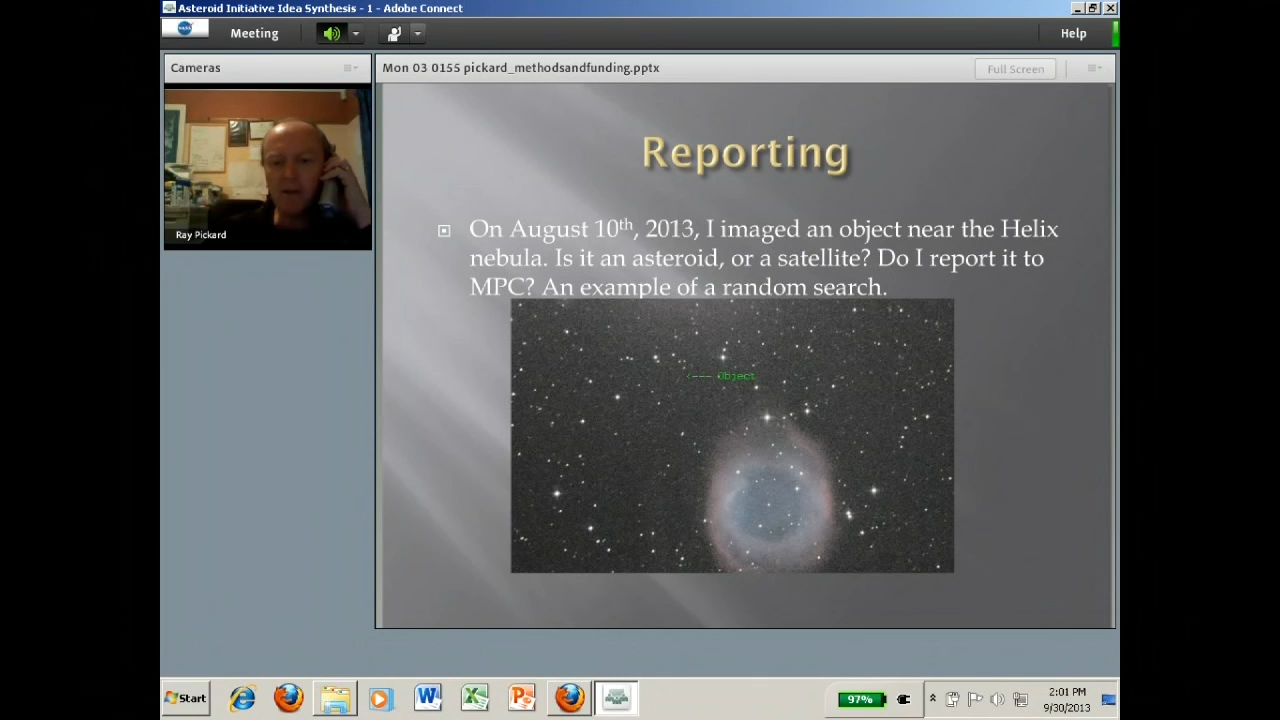 Asteroid Initiative Idea Synthesis - 1 - Adobe Connect
Meeting
Help
Cameras
Mon 03 0155 pickard_methodsandfunding.pptx
Full Screen
Ray Pickard
Reporting
On August 10th, 2013, I imaged an object near the Helix
nebula. Is it an asteroid, or a satellite? Do I report it to
MPC? An example of a random search.
<--- Object
Start
97%
2:01 PM
9/30/2013